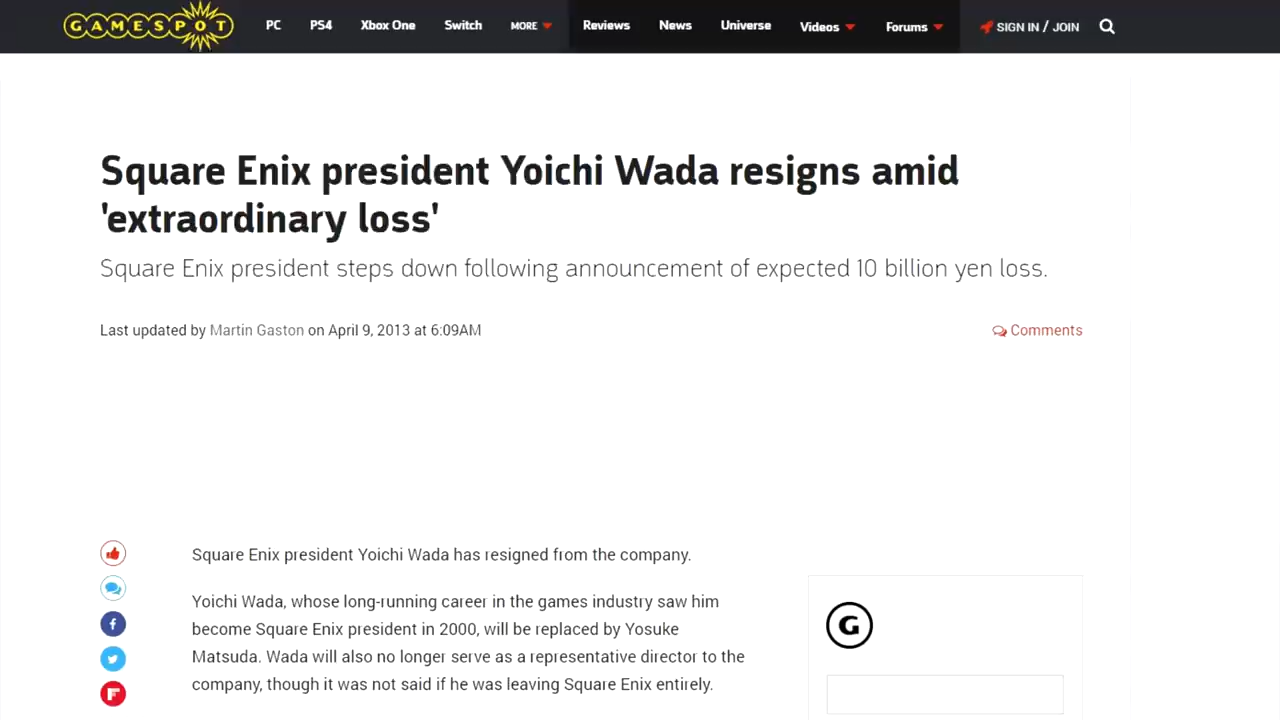 GAMESPOT PC PS4 Xbox One Switch MORE Reviews News Universe Videos Forums SIGN IN / JOIN
Square Enix president Yoichi Wada resigns amid
'extraordinary loss'
Square Enix president steps down following announcement of expected 10 billion yen loss.
Last updated by Martin Gaston on April 9, 2013 at 6:09AM Comments
Square Enix president Yoichi Wada has resigned from the company.
Yoichi Wada, whose long-running career in the games industry saw him
become Square Enix president in 2000, will be replaced by Yosuke
Matsuda. Wada will also no longer serve as a representative director to the
company, though it was not said if he was leaving Square Enix entirely.
G